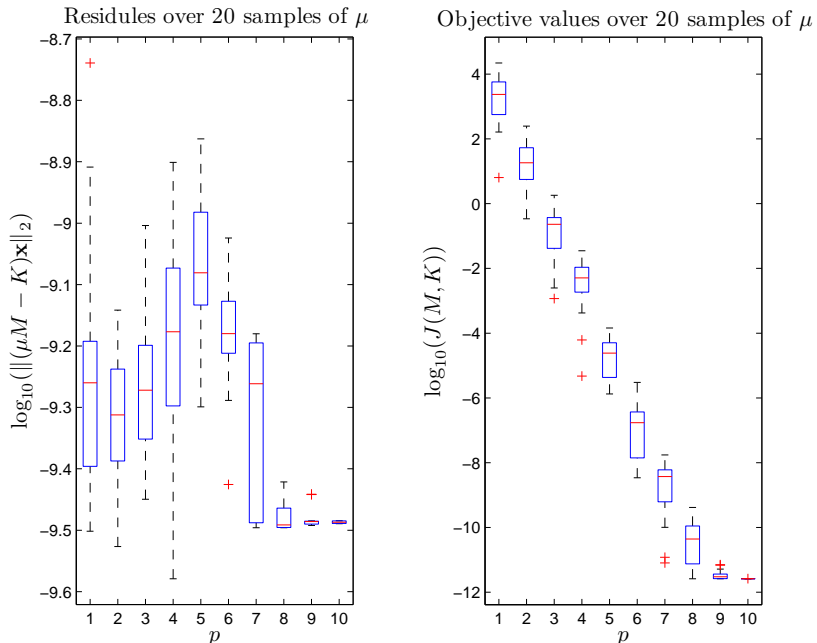 Residules over 20 samples of μ
−8.7
−8.8
−8.9
−9
−9.1
−9.2
−9.3
−9.4
−9.5
−9.6
log₁₀(‖(μM − K)x‖₂)
1 2 3 4 5 6 7 8 9 10
p
Objective values over 20 samples of μ
4
2
0
−2
−4
−6
−8
−10
−12
log₁₀(J(M, K))
1 2 3 4 5 6 7 8 9 10
p